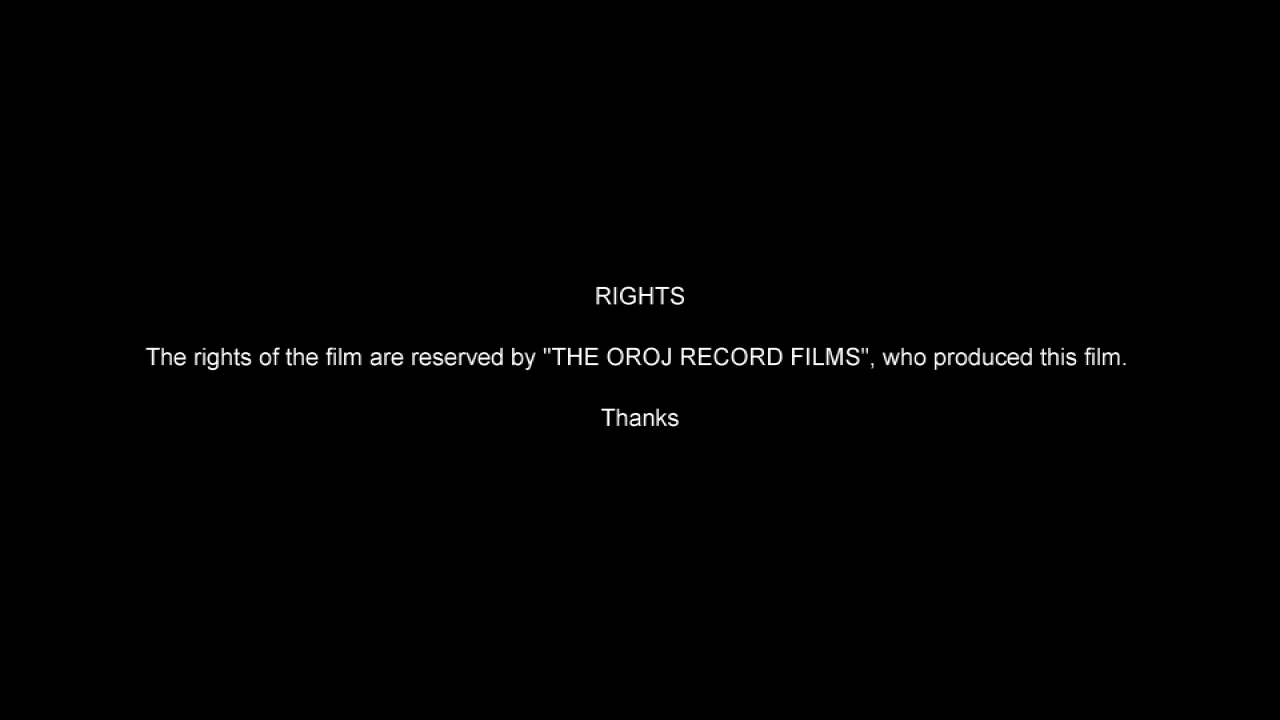 RIGHTS
The rights of the film are reserved by "THE OROJ RECORD FILMS", who produced this film.
Thanks